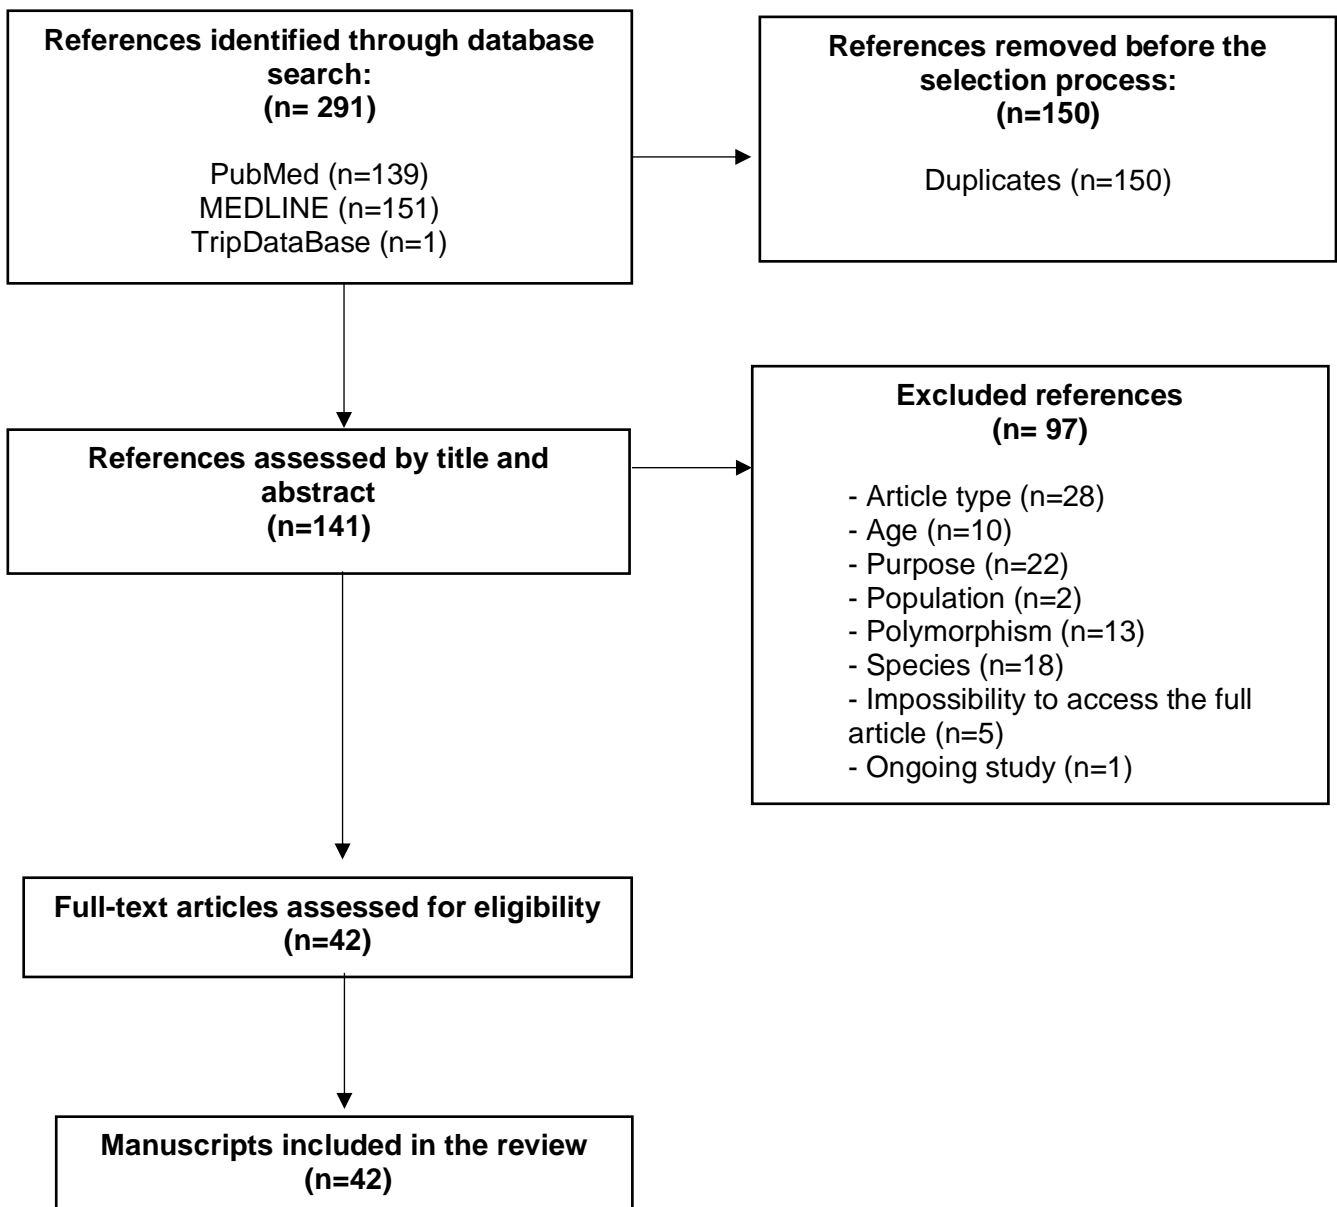 References identified through database
search:
(n= 291)
PubMed (n=139)
MEDLINE (n=151)
TripDataBase (n=1)
References removed before the
selection process:
(n=150)
Duplicates (n=150)
References assessed by title and
abstract
(n=141)
Excluded references
(n= 97)
- Article type (n=28)
- Age (n=10)
- Purpose (n=22)
- Population (n=2)
- Polymorphism (n=13)
- Species (n=18)
- Impossibility to access the full
article (n=5)
- Ongoing study (n=1)
Full-text articles assessed for eligibility
(n=42)
Manuscripts included in the review
(n=42)